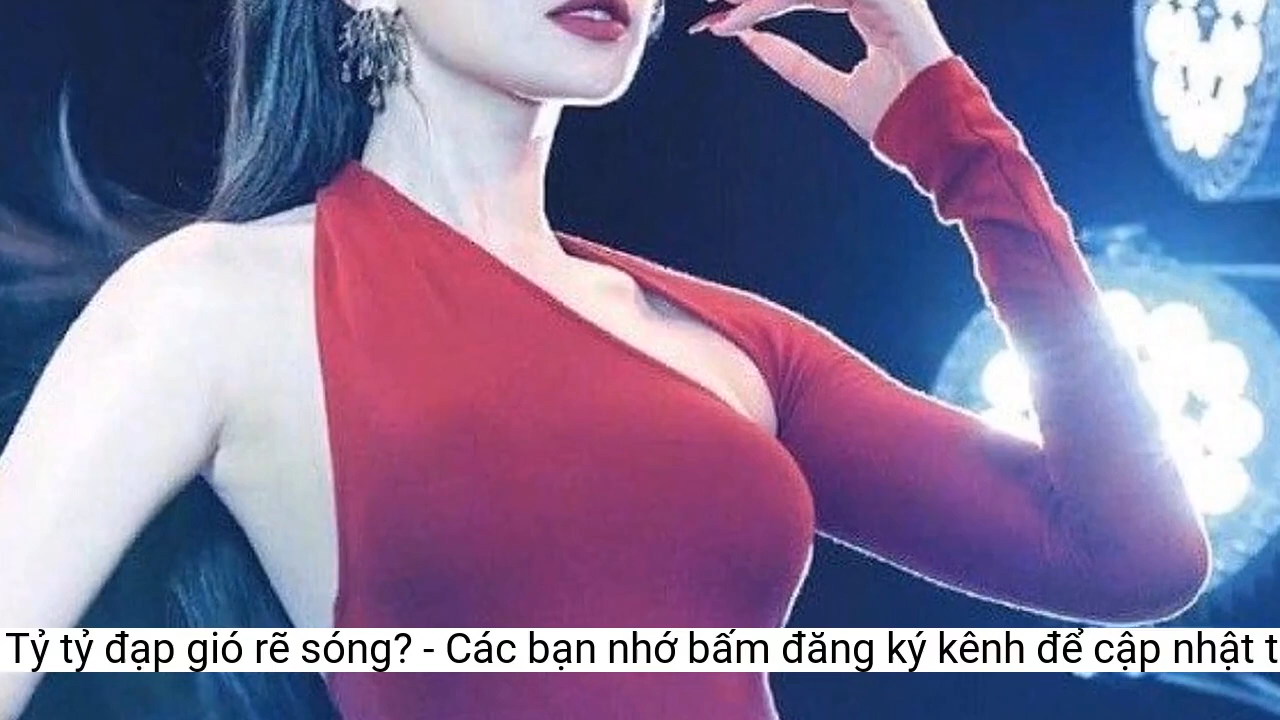 Tỷ tỷ đạp gió rẽ sóng? - Các bạn nhớ bấm đăng ký kênh để cập nhật t